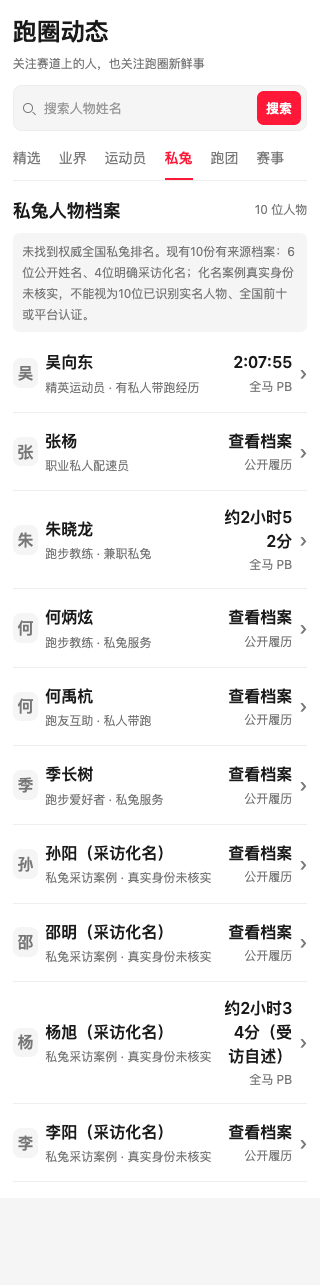 跑圈动态
关注赛道上的人，也关注跑圈新鲜事
搜索人物姓名
搜索
精选 业界 运动员 私兔 跑团 赛事
私兔人物档案
10 位人物
未找到权威全国私兔排名。现有10份有来源档案：6
位公开姓名、4位明确采访化名；化名案例真实身份
未核实，不能视为10位已识别实名人物、全国前十
或平台认证。
吴
吴向东
精英运动员 · 有私人带跑经历
2:07:55
全马 PB
张
张杨
职业私人配速员
查看档案
公开履历
朱
朱晓龙
跑步教练 · 兼职私兔
约2小时5
2分
全马 PB
何
何炳炫
跑步教练 · 私兔服务
查看档案
公开履历
何
何禹杭
跑友互助 · 私人带跑
查看档案
公开履历
季
季长树
跑步爱好者 · 私兔服务
查看档案
公开履历
孙
孙阳（采访化名）
私兔采访案例 · 真实身份未核实
查看档案
公开履历
邵
邵明（采访化名）
私兔采访案例 · 真实身份未核实
查看档案
公开履历
杨
杨旭（采访化名）
私兔采访案例 · 真实身份未核实
约2小时3
4分（受
访自述）
全马 PB
李
李阳（采访化名）
私兔采访案例 · 真实身份未核实
查看档案
公开履历